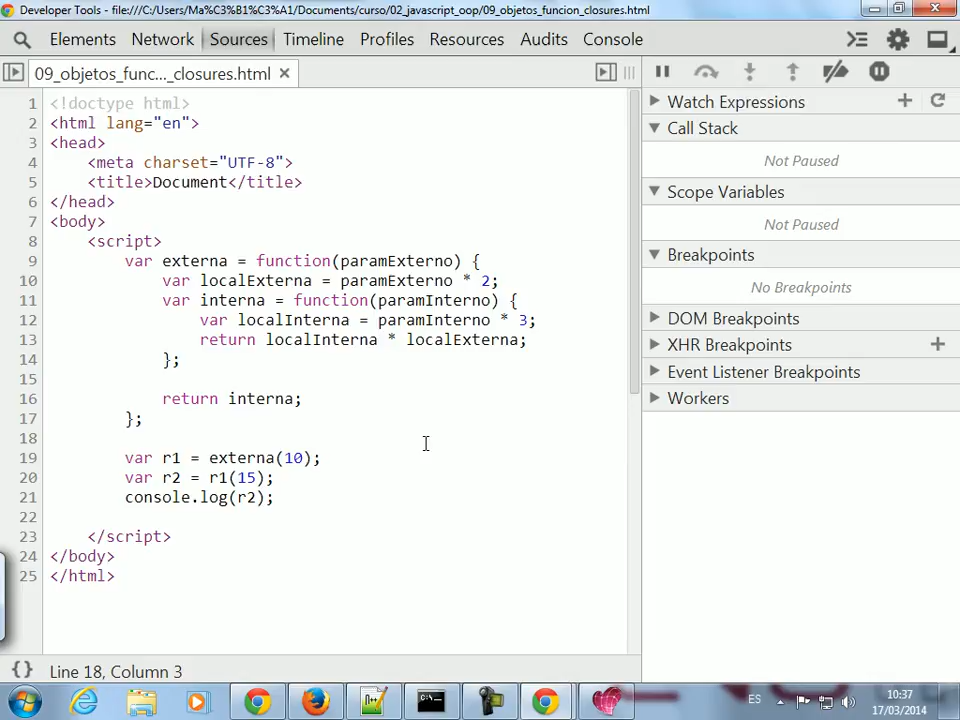 Developer Tools - file:///C:/Users/Ma%C3%B1%C3%A1/Documents/curso/02_javascript_oop/09_objetos_funcion_closures.html
Elements Network Sources Timeline Profiles Resources Audits Console
09_objetos_func..._closures.html ×
1 <!doctype html>
2 <html lang="en">
3 <head>
4 <meta charset="UTF-8">
5 <title>Document</title>
6 </head>
7 <body>
8 <script>
9 var externa = function(paramExterno) {
10 var localExterna = paramExterno * 2;
11 var interna = function(paramInterno) {
12 var localInterna = paramInterno * 3;
13 return localInterna * localExterna;
14 };
15
16 return interna;
17 };
18
19 var r1 = externa(10);
20 var r2 = r1(15);
21 console.log(r2);
22
23 </script>
24 </body>
25 </html>
{} Line 18, Column 3
Watch Expressions
Call Stack
Not Paused
Scope Variables
Not Paused
Breakpoints
No Breakpoints
DOM Breakpoints
XHR Breakpoints
Event Listener Breakpoints
Workers
ES
10:37
17/03/2014